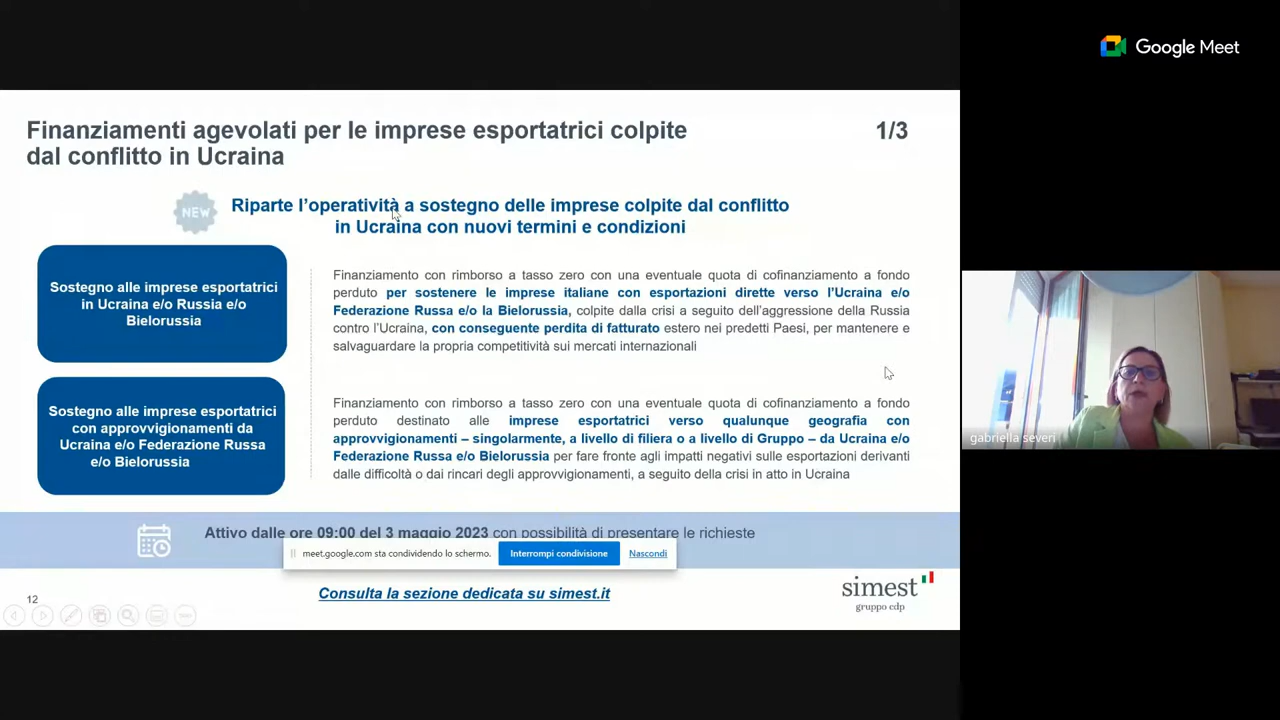 Google Meet
Finanziamenti agevolati per le imprese esportatrici colpite
dal conflitto in Ucraina
1/3
NEW
Riparte l’operatività a sostegno delle imprese colpite dal conflitto
in Ucraina con nuovi termini e condizioni
Sostegno alle imprese esportatrici
in Ucraina e/o Russia e/o
Bielorussia
Finanziamento con rimborso a tasso zero con una eventuale quota di cofinanziamento a fondo
perduto per sostenere le imprese italiane con esportazioni dirette verso l’Ucraina e/o
Federazione Russa e/o la Bielorussia, colpite dalla crisi a seguito dell’aggressione della Russia
contro l’Ucraina, con conseguente perdita di fatturato estero nei predetti Paesi, per mantenere e
salvaguardare la propria competitività sui mercati internazionali
Sostegno alle imprese esportatrici
con approvvigionamenti da
Ucraina e/o Federazione Russa
e/o Bielorussia
Finanziamento con rimborso a tasso zero con una eventuale quota di cofinanziamento a fondo
perduto destinato alle imprese esportatrici verso qualunque geografia con
approvvigionamenti – singolarmente, a livello di filiera o a livello di Gruppo – da Ucraina e/o
Federazione Russa e/o Bielorussia per fare fronte agli impatti negativi sulle esportazioni derivanti
dalle difficoltà o dai rincari degli approvvigionamenti, a seguito della crisi in atto in Ucraina
gabriella severi
Attivo dalle ore 09:00 del 3 maggio 2023 con possibilità di presentare le richieste
meet.google.com sta condividendo lo schermo.
Interrompi condivisione
Nascondi
Consulta la sezione dedicata su simest.it
simest
gruppo cdp
12